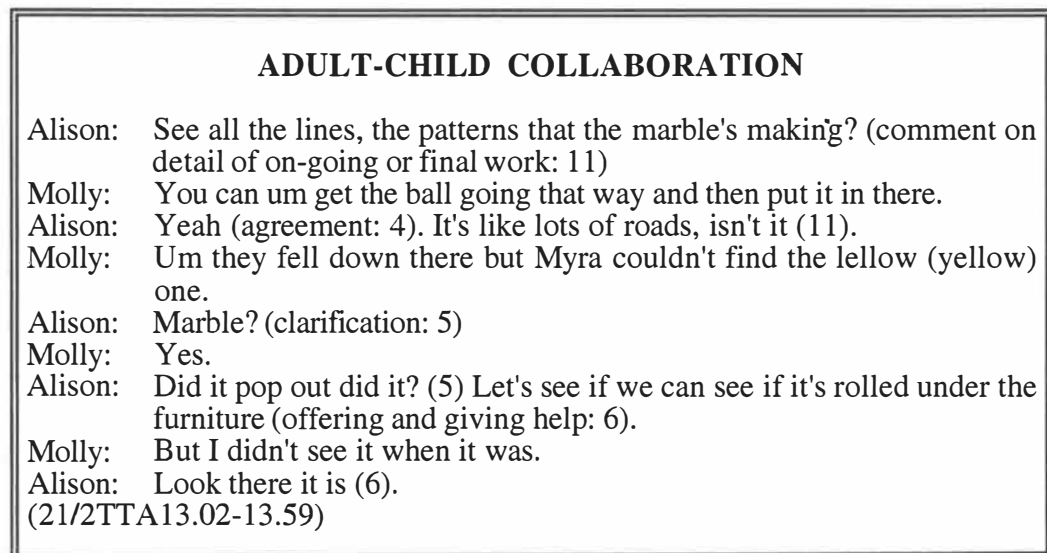 ADULT-CHILD COLLABORATION
Alison: See all the lines, the patterns that the marble's making? (comment on
detail of on-going or final work: 11)
Molly: You can um get the ball going that way and then put it in there.
Alison: Yeah (agreement: 4). It's like lots of roads, isn't it (11).
Molly: Um they fell down there but Myra couldn't find the lellow (yellow)
one.
Alison: Marble? (clarification: 5)
Molly: Yes.
Alison: Did it pop out did it? (5) Let's see if we can see if it's rolled under the
furniture (offering and giving help: 6).
Molly: But I didn't see it when it was.
Alison: Look there it is (6).
(21/2TTA13.02-13.59)